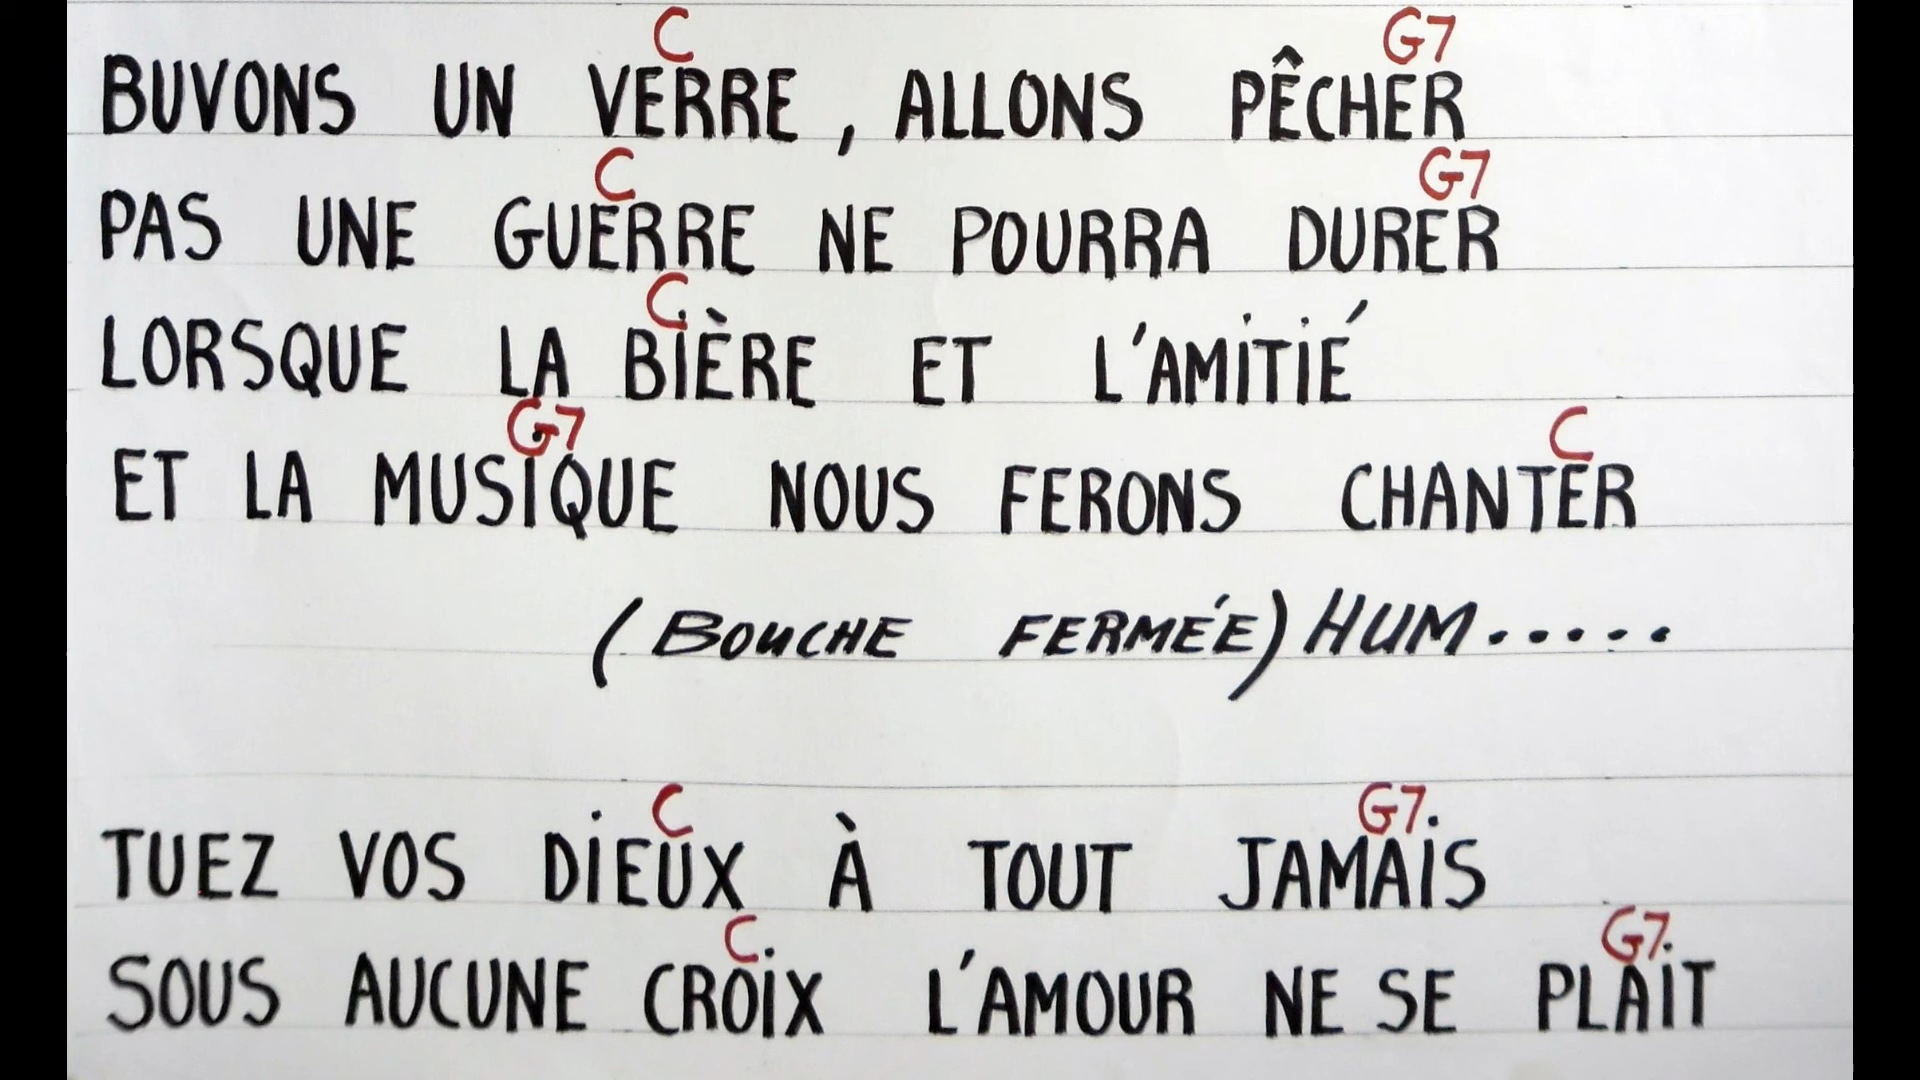 C G7
BUVONS UN VERRE, ALLONS PÊCHER
C G7
PAS UNE GUERRE NE POURRA DURER
C
LORSQUE LA BIÈRE ET L'AMITIÉ
G7 C
ET LA MUSIQUE NOUS FERONS CHANTER
(BOUCHE FERMÉE) HUM.....
C G7
TUEZ VOS DIEUX À TOUT JAMAIS
C G7
SOUS AUCUNE CROIX L'AMOUR NE SE PLAIT